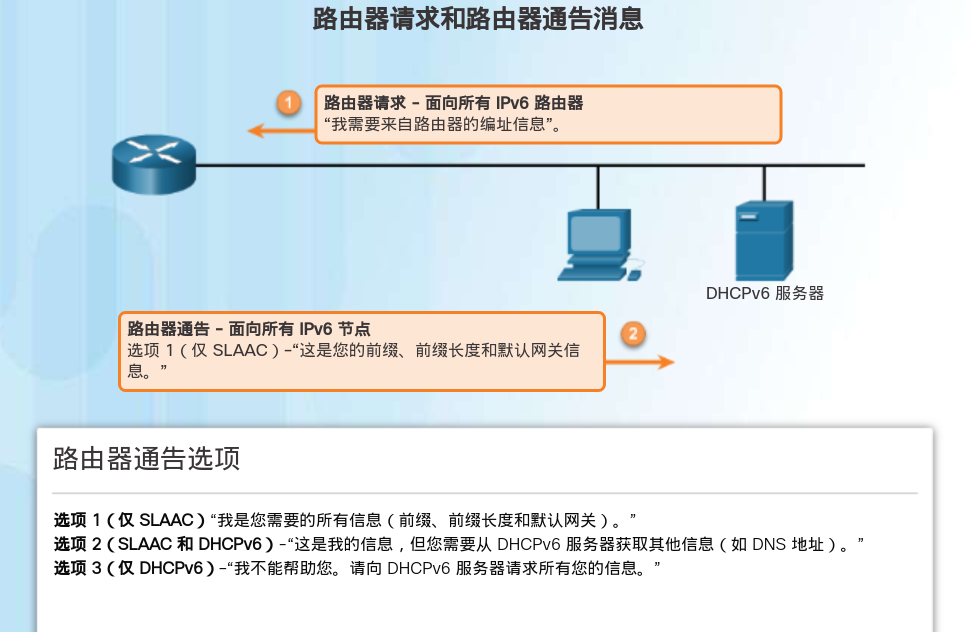 路由器请求和路由器通告消息
1
路由器请求 - 面向所有 IPv6 路由器
“我需要来自路由器的编址信息”。
DHCPv6 服务器
路由器通告 - 面向所有 IPv6 节点
选项 1（仅 SLAAC）-“这是您的前缀、前缀长度和默认网关信
息。”
2
路由器通告选项
选项 1（仅 SLAAC）“我是您需要的所有信息（前缀、前缀长度和默认网关）。”
选项 2（SLAAC 和 DHCPv6）-“这是我的信息，但您需要从 DHCPv6 服务器获取其他信息（如 DNS 地址）。”
选项 3（仅 DHCPv6）-“我不能帮助您。请向 DHCPv6 服务器请求所有您的信息。”